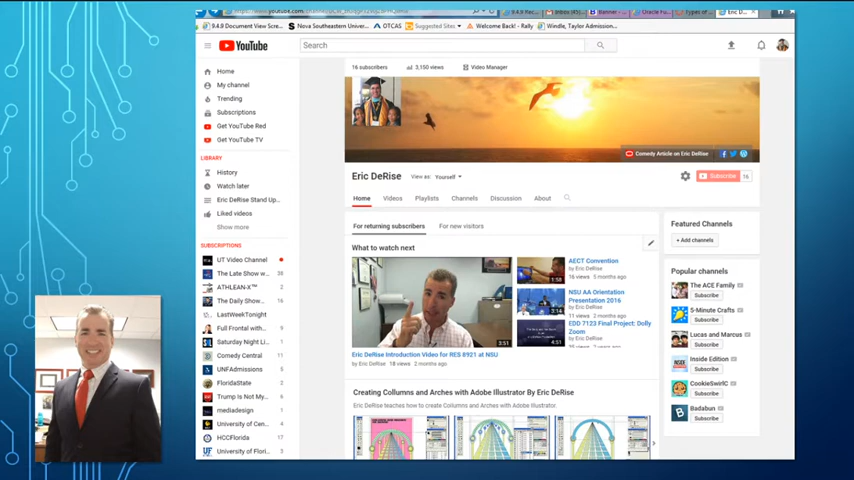 9.4.9 Document View Scre...
Nova Southeastern Univer...
OTCAS
Suggested Sites
Welcome Back! - Rally
Windle, Taylor Admission...
YouTube
Search
Home
My channel
Trending
Subscriptions
Get YouTube Red
Get YouTube TV
LIBRARY
History
Watch later
Eric DeRise Stand Up...
Liked videos
Show more
SUBSCRIPTIONS
UT Video Channel
The Late Show w... 38
ATHLEAN-X™ 2
The Daily Show... 16
LastWeekTonight 1
Full Frontal with... 9
Saturday Night Li... 
Comedy Central
UNFAdmissions
FloridaState 2
Trump Is Not My... 6
mediadesign 1
University of Cen... 4
HCCFlorida 17
University of Flori...
16 subscribers 3,150 views Video Manager
Comedy Article on Eric DeRise
Eric DeRise View as: Yourself
Subscribe 16
Home Videos Playlists Channels Discussion About
For returning subscribers For new visitors
What to watch next
3:51
Eric DeRise Introduction Video for RES 8921 at NSU
by Eric DeRise 18 views 2 months ago
1:58
AECT Convention
by Eric DeRise
16 views 5 months ago
3:14
NSU AA Orientation
Presentation 2016
by Eric DeRise
4:51
EDD 7123 Final Project: Dolly
Zoom
by Eric DeRise
Creating Collumns and Arches with Adobe Illustrator By Eric DeRise
Eric DeRise teaches how to create Collumns and Arches with Adobe Illustrator.
Featured Channels
+ Add channels
Popular channels
The ACE Family
Subscribe
5-Minute Crafts
Subscribe
Lucas and Marcus
Subscribe
Inside Edition
Subscribe
CookieSwirlC
Subscribe
Badabun
Subscribe